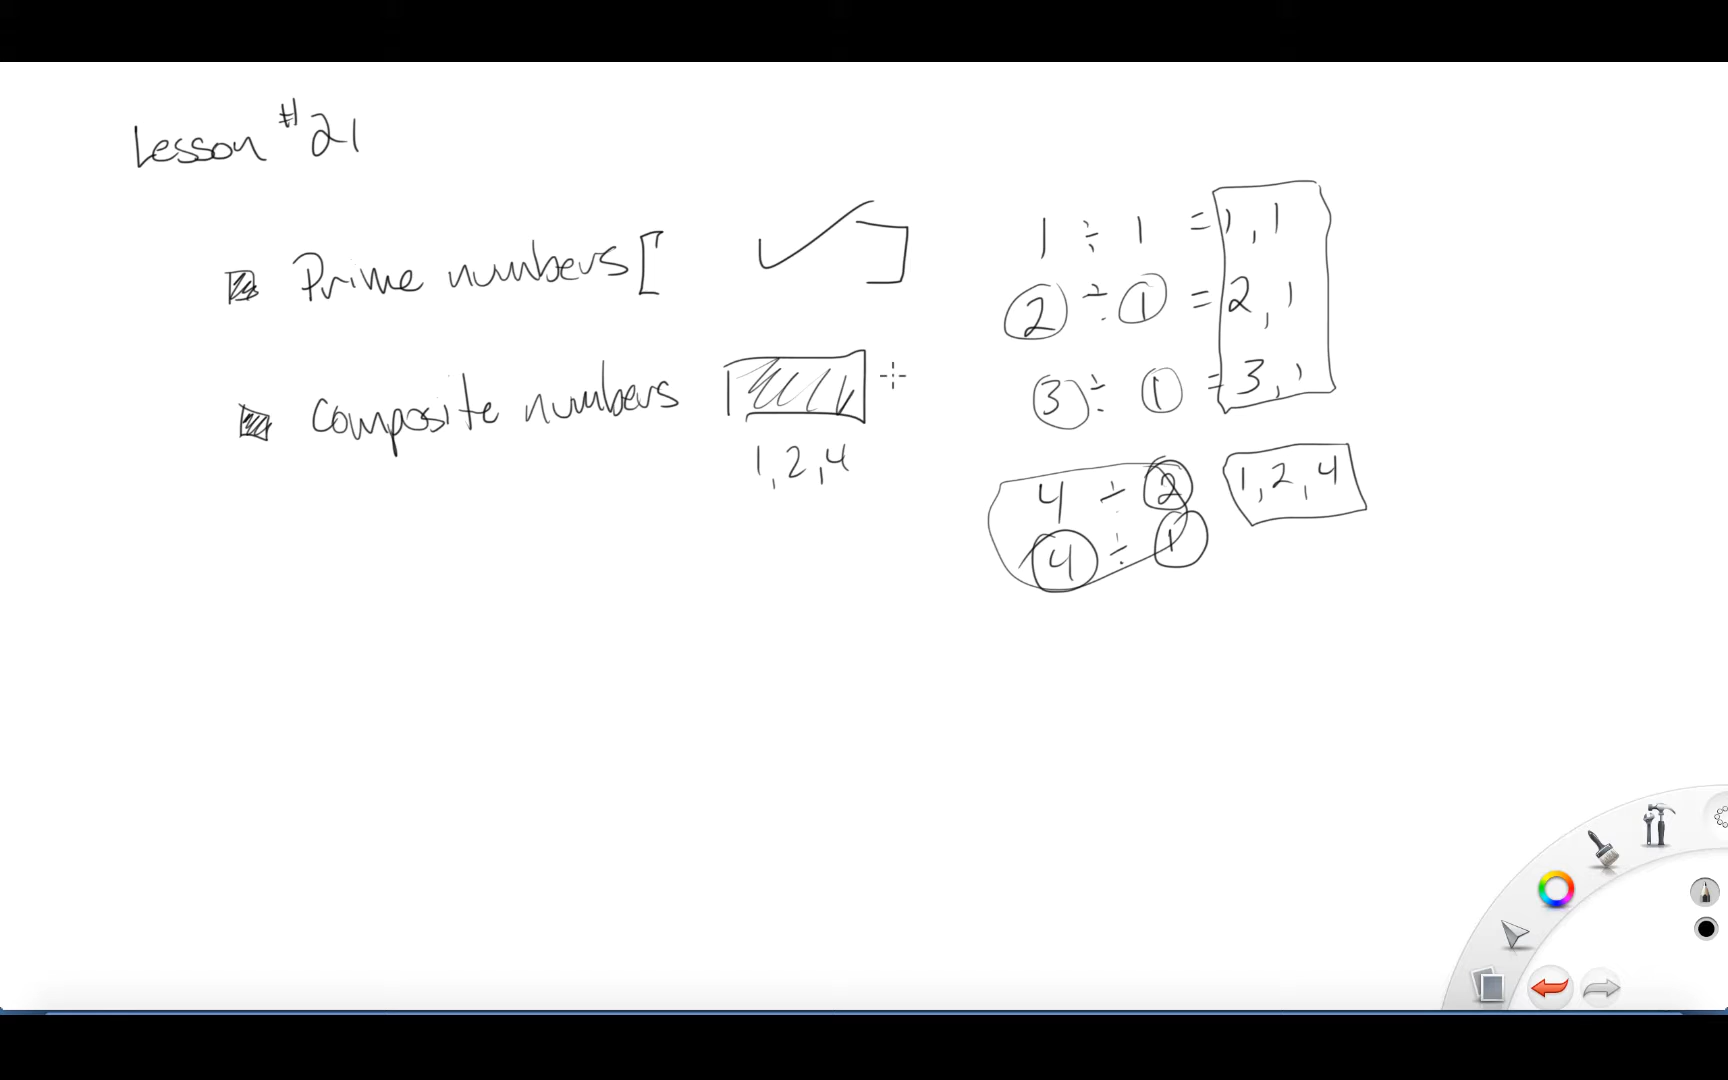 Lesson #21
Prime numbers [ ]
Composite numbers
1, 2, 4
1 ÷ 1 = 1, 1
2 ÷ 1 = 2, 1
3 ÷ 1 = 3, 1
4 ÷ 2 1, 2, 4
4 ÷ 1